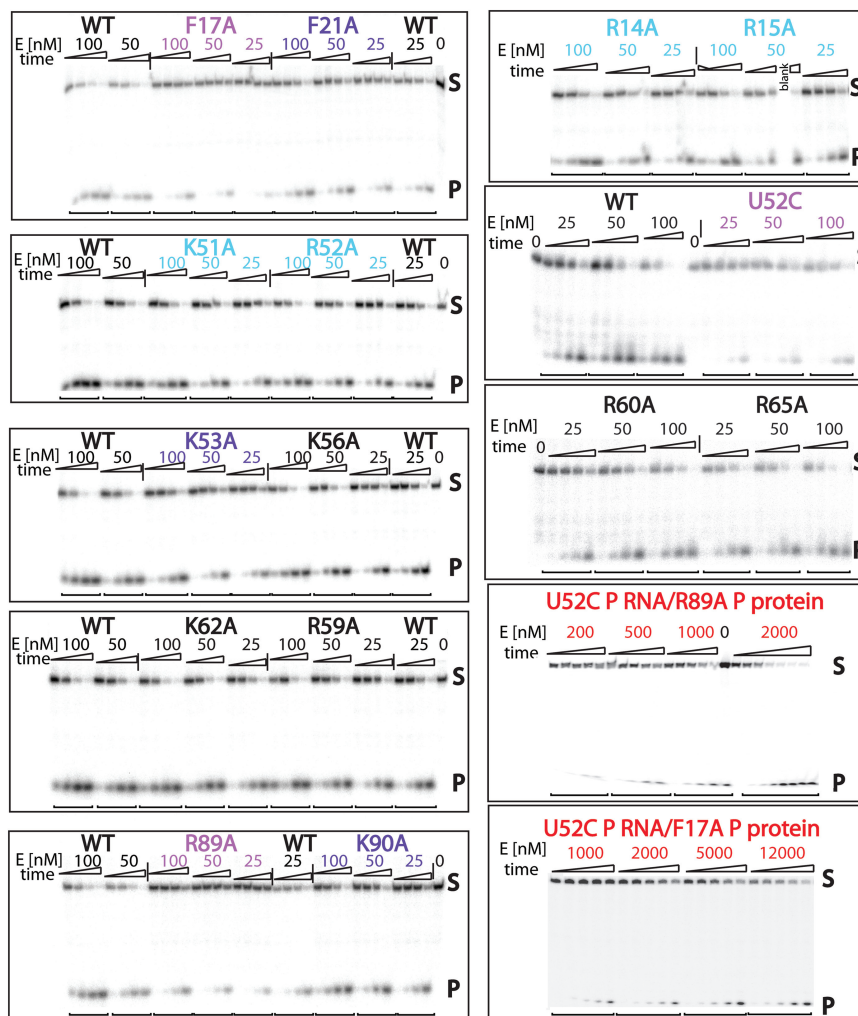 WT F17A F21A WT
E [nM] 100 50 100 50 25 100 50 25 25 0
time
S
P
WT K51A R52A WT
E [nM] 100 50 100 50 25 100 50 25 25 0
time
S
P
WT K53A K56A WT
E [nM] 100 50 100 50 25 100 50 25 25 0
time
S
P
WT K62A R59A WT
E [nM] 100 50 100 50 25 100 50 25 25 0
time
S
P
WT R89A WT K90A
E [nM] 100 50 100 50 25 25 100 50 25 0
time
S
P
R14A R15A
E [nM] 100 50 25 100 50 25
time
blank
S
P
WT U52C
E [nM] 25 50 100 25 50 100
time 0 0
R60A R65A
E [nM] 25 50 100 25 50 100
time 0
S
P
U52C P RNA/R89A P protein
E [nM] 200 500 1000 0 2000
time
S
P
U52C P RNA/F17A P protein
E [nM] 1000 2000 5000 12000
time
S
P